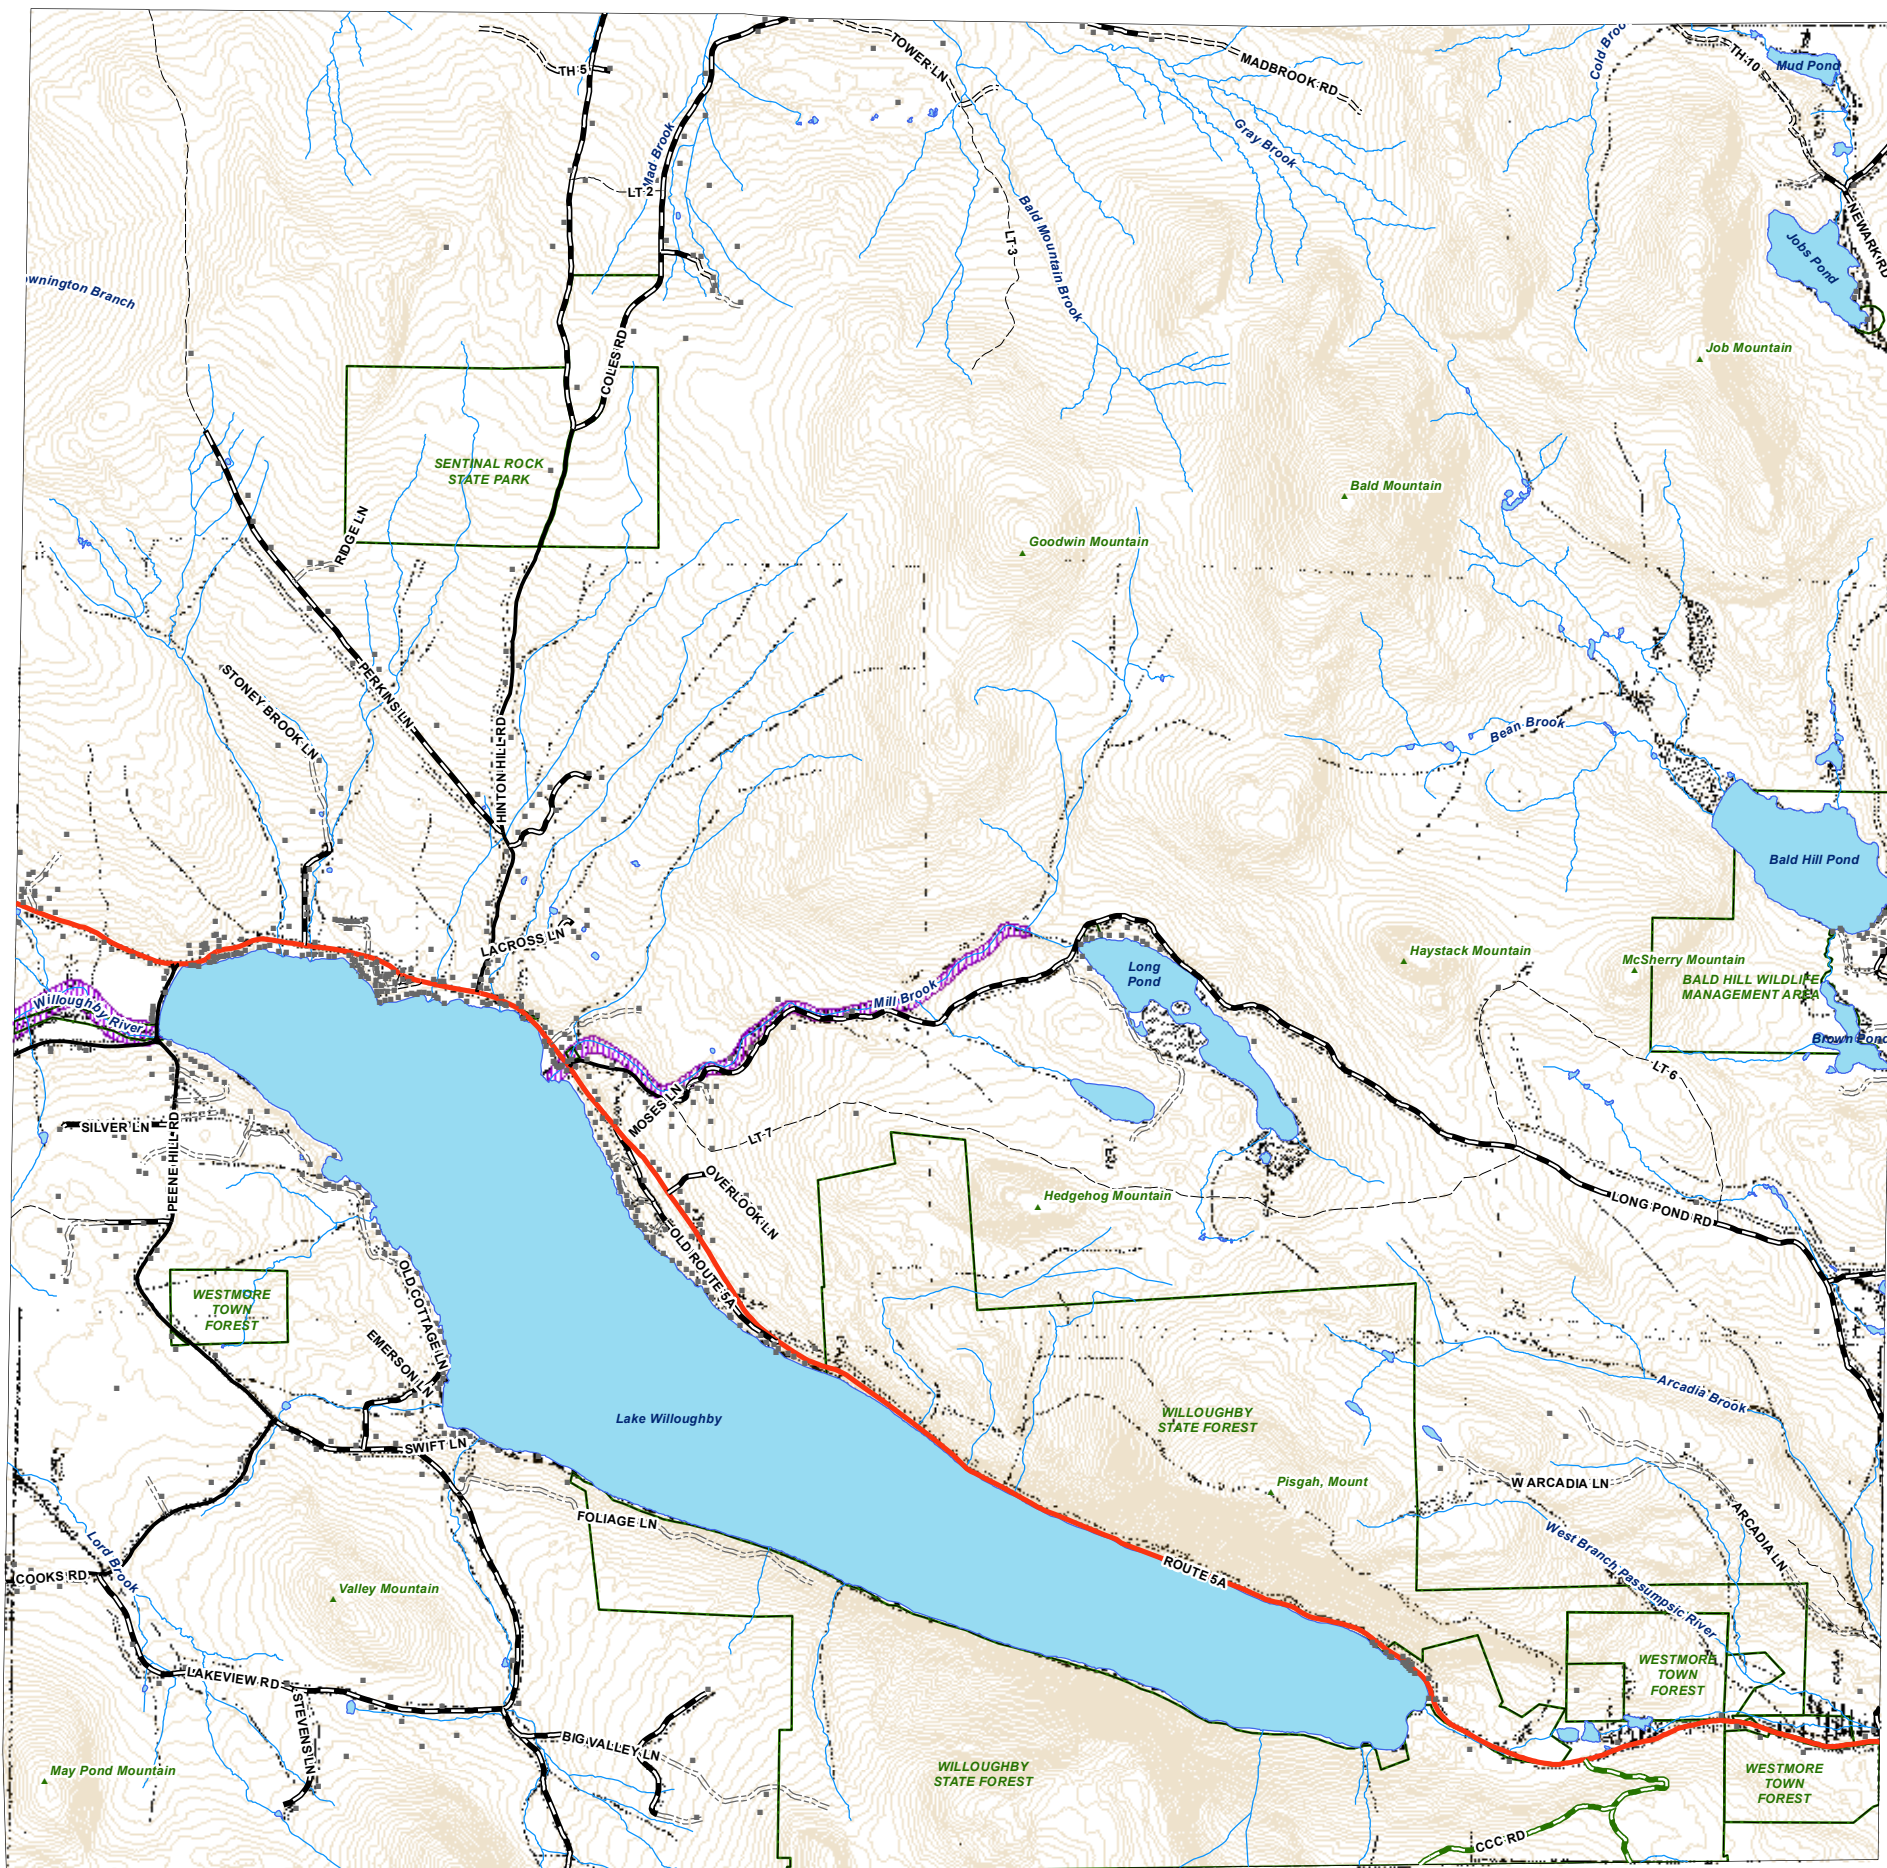 TH 5
TOWER LN
MADBROOK RD
Cold Broo
TH 10
Mud Pond
Mad Brook
Gray Brook
LT 2
LT 3
Bald Mountain Brook
NEWARK RD
Jobs Pond
ownington Branch
COLES RD
Job Mountain
SENTINAL ROCK
STATE PARK
Bald Mountain
RIDGE LN
Goodwin Mountain
STONEY BROOK LN
PERKINS LN
HINTON HILL RD
Bean Brook
Bald Hill Pond
LACROSS LN
Haystack Mountain
McSherry Mountain
Long
Pond
BALD HILL WILDLIFE
MANAGEMENT AREA
Willoughby River
Mill Brook
Brown Pond
LT 6
MOSES LN
SILVER LN
PEENE HILL RD
LT 7
OVERLOOK LN
Hedgehog Mountain
LONG POND RD
OLD ROUTE 5A
OLD COTTAGE LN
WESTMORE
TOWN
FOREST
EMERSON LN
Arcadia Brook
Lake Willoughby
WILLOUGHBY
STATE FOREST
SWIFT LN
Pisgah, Mount
W ARCADIA LN
ARCADIA LN
FOLIAGE LN
West Branch Passumpsic River
Lord Brook
COOKS RD
ROUTE 5A
Valley Mountain
WESTMORE
TOWN
FOREST
LAKEVIEW RD
STEVENS LN
BIG VALLEY LN
May Pond Mountain
WILLOUGHBY
STATE FOREST
WESTMORE
TOWN
FOREST
CCC RD